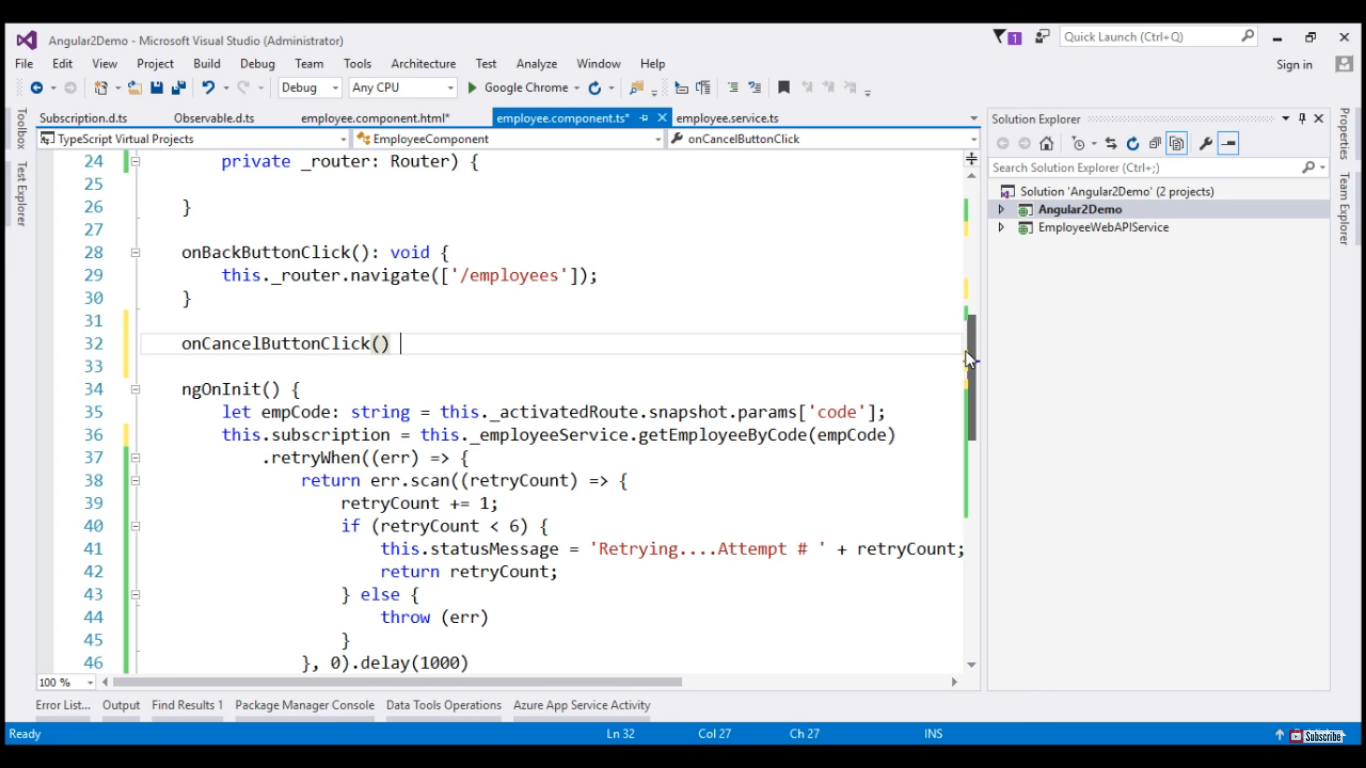 Angular2Demo - Microsoft Visual Studio (Administrator)
1
Quick Launch (Ctrl+Q)
File Edit View Project Build Debug Team Tools Architecture Test Analyze Window Help
Sign in
Debug Any CPU Google Chrome
Toolbox
Test Explorer
Subscription.d.ts Observable.d.ts employee.component.html* employee.component.ts* employee.service.ts
TypeScript Virtual Projects EmployeeComponent onCancelButtonClick
24 private _router: Router) {
25
26 }
27
28 onBackButtonClick(): void {
29 this._router.navigate(['/employees']);
30 }
31
32 onCancelButtonClick()
33
34 ngOnInit() {
35 let empCode: string = this._activatedRoute.snapshot.params['code'];
36 this.subscription = this._employeeService.getEmployeeByCode(empCode)
37 .retryWhen((err) => {
38 return err.scan((retryCount) => {
39 retryCount += 1;
40 if (retryCount < 6) {
41 this.statusMessage = 'Retrying....Attempt # ' + retryCount;
42 return retryCount;
43 } else {
44 throw (err)
45 }
46 }, 0).delay(1000)
100 %
Solution Explorer
Search Solution Explorer (Ctrl+;)
Solution 'Angular2Demo' (2 projects)
Angular2Demo
EmployeeWebAPIService
Properties
Team Explorer
Error List... Output Find Results 1 Package Manager Console Data Tools Operations Azure App Service Activity
Ready Ln 32 Col 27 Ch 27 INS
Subscribe